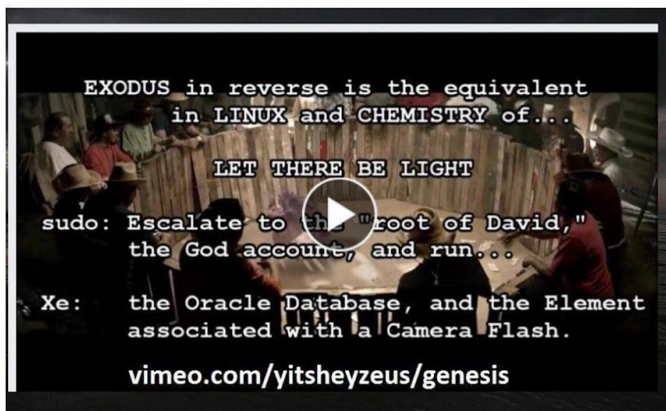 EXODUS in reverse is the equivalent
in LINUX and CHEMISTRY of...
LET THERE BE LIGHT
sudo: Escalate to the "root of David,"
the God account, and run...
Xe: the Oracle Database, and the Element
associated with a Camera Flash.
vimeo.com/yitsheyzeus/genesis